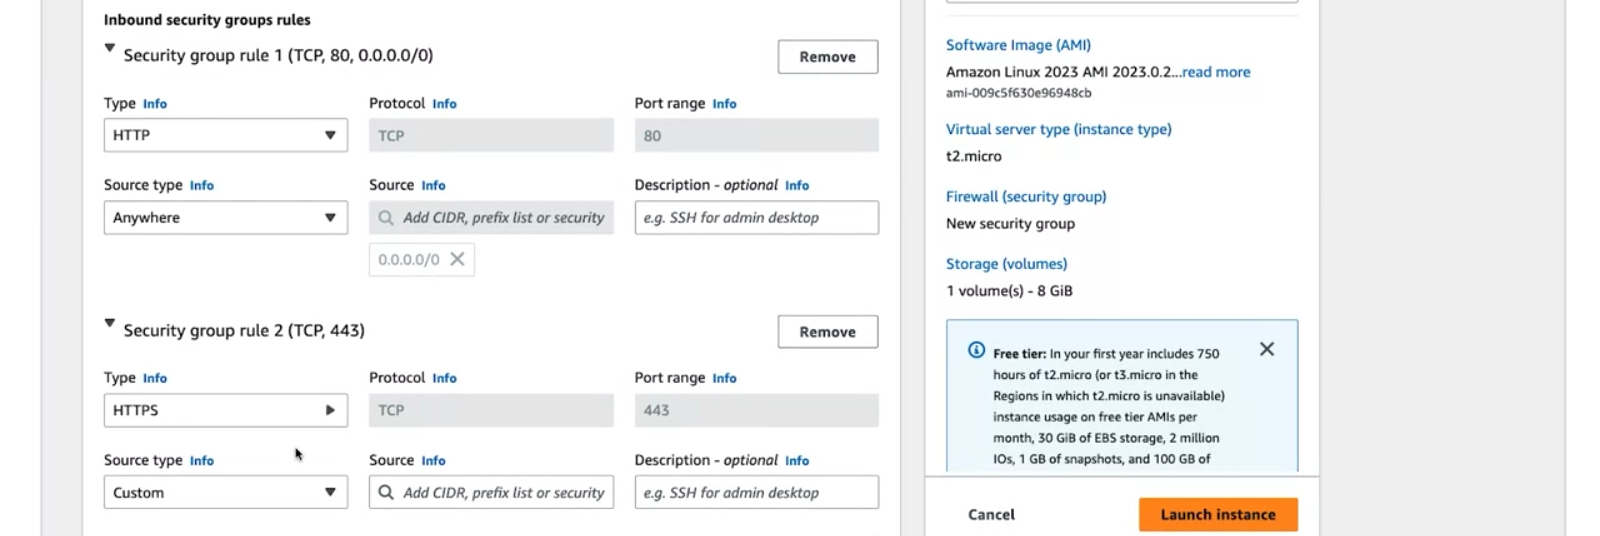 Inbound security groups rules
Security group rule 1 (TCP, 80, 0.0.0.0/0)
Remove
Type Info
Protocol Info
Port range Info
HTTP
TCP
80
Source type Info
Source Info
Description - optional Info
Anywhere
Add CIDR, prefix list or security
e.g. SSH for admin desktop
0.0.0.0/0
Security group rule 2 (TCP, 443)
Remove
Type Info
Protocol Info
Port range Info
HTTPS
TCP
443
Source type Info
Source Info
Description - optional Info
Custom
Add CIDR, prefix list or security
e.g. SSH for admin desktop
Software Image (AMI)
Amazon Linux 2023 AMI 2023.0.2...read more
ami-009c5f630e96948cb
Virtual server type (instance type)
t2.micro
Firewall (security group)
New security group
Storage (volumes)
1 volume(s) - 8 GiB
Free tier: In your first year includes 750
hours of t2.micro (or t3.micro in the
Regions in which t2.micro is unavailable)
instance usage on free tier AMIs per
month, 30 GiB of EBS storage, 2 million
IOs, 1 GB of snapshots, and 100 GB of
Cancel
Launch instance